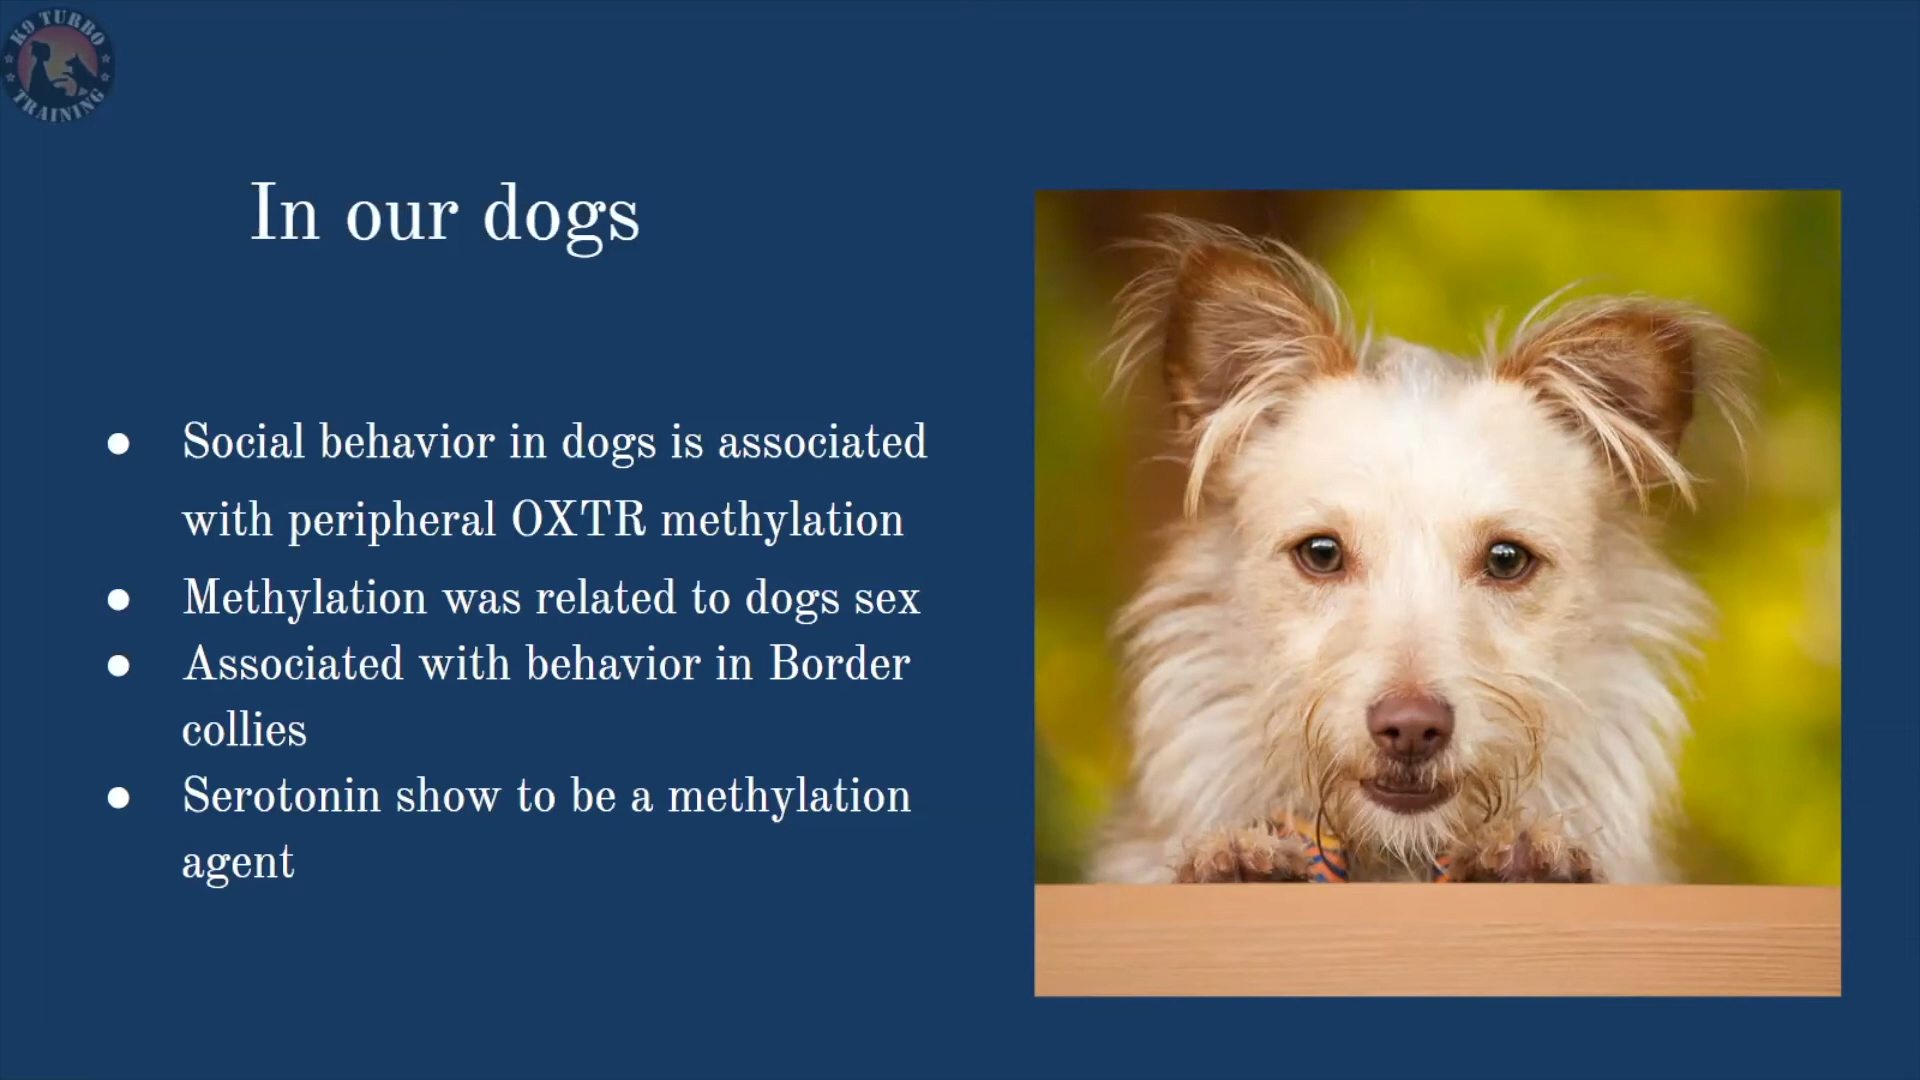 K9 TURBO
TRAINING
In our dogs
● Social behavior in dogs is associated
with peripheral OXTR methylation
● Methylation was related to dogs sex
● Associated with behavior in Border
collies
● Serotonin show to be a methylation
agent